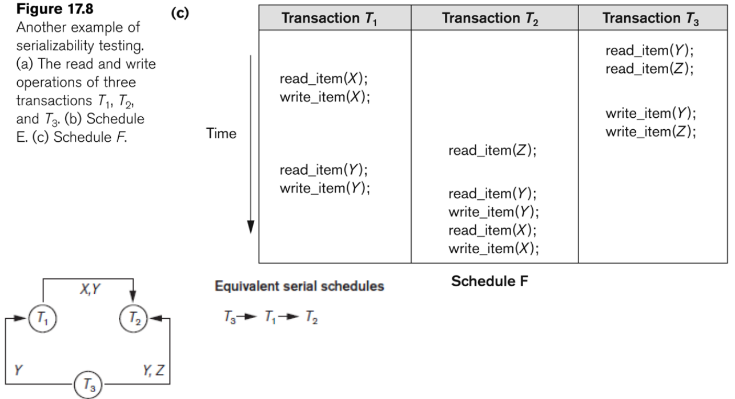 Figure 17.8
Another example of
serializability testing.
(a) The read and write
operations of three
transactions T1, T2,
and T3. (b) Schedule
E. (c) Schedule F.
(c)
Transaction T1
Transaction T2
Transaction T3
read_item(Y);
read_item(Z);
read_item(X);
write_item(X);
write_item(Y);
write_item(Z);
Time
read_item(Z);
read_item(Y);
write_item(Y);
read_item(Y);
write_item(Y);
read_item(X);
write_item(X);
Schedule F
X,Y
T1
T2
Y
Y, Z
T3
Equivalent serial schedules
T3 → T1 → T2